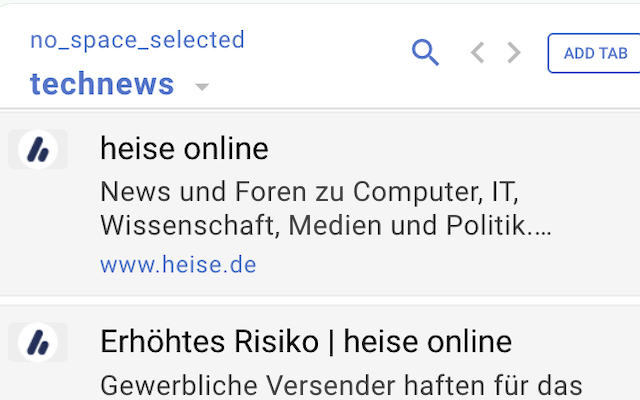 no_space_selected
technews
ADD TAB
heise online
News und Foren zu Computer, IT,
Wissenschaft, Medien und Politik....
www.heise.de
Erhöhtes Risiko | heise online
Gewerbliche Versender haften für das